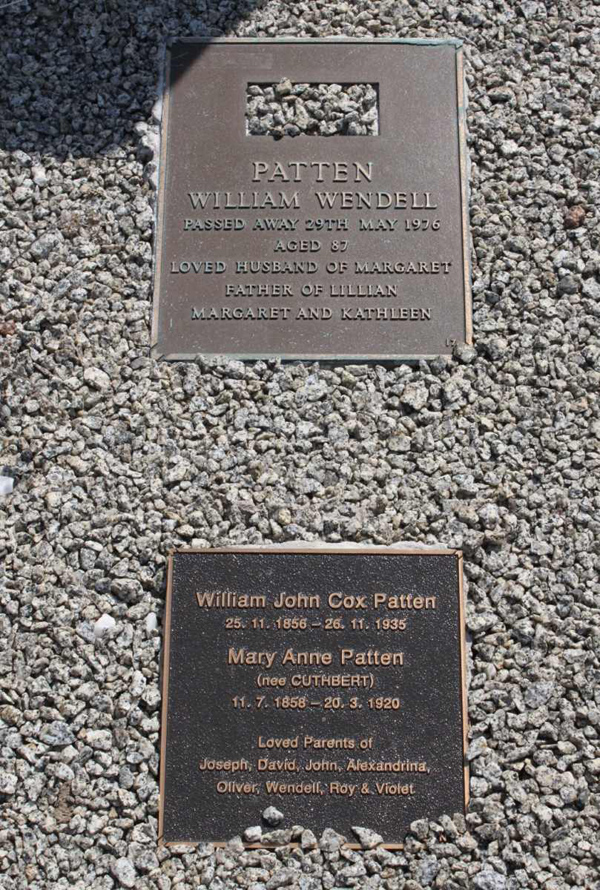 PATTEN
WILLIAM WENDELL
PASSED AWAY 29TH MAY 1976
AGED 87
LOVED HUSBAND OF MARGARET
FATHER OF LILLIAN
MARGARET AND KATHLEEN
17
William John Cox Patten
25. 11. 1856 – 26. 11. 1935
Mary Anne Patten
(nee CUTHBERT)
11. 7. 1858 – 20. 3. 1920
Loved Parents of
Joseph, David, John, Alexandrina,
Oliver, Wendell, Roy & Violet